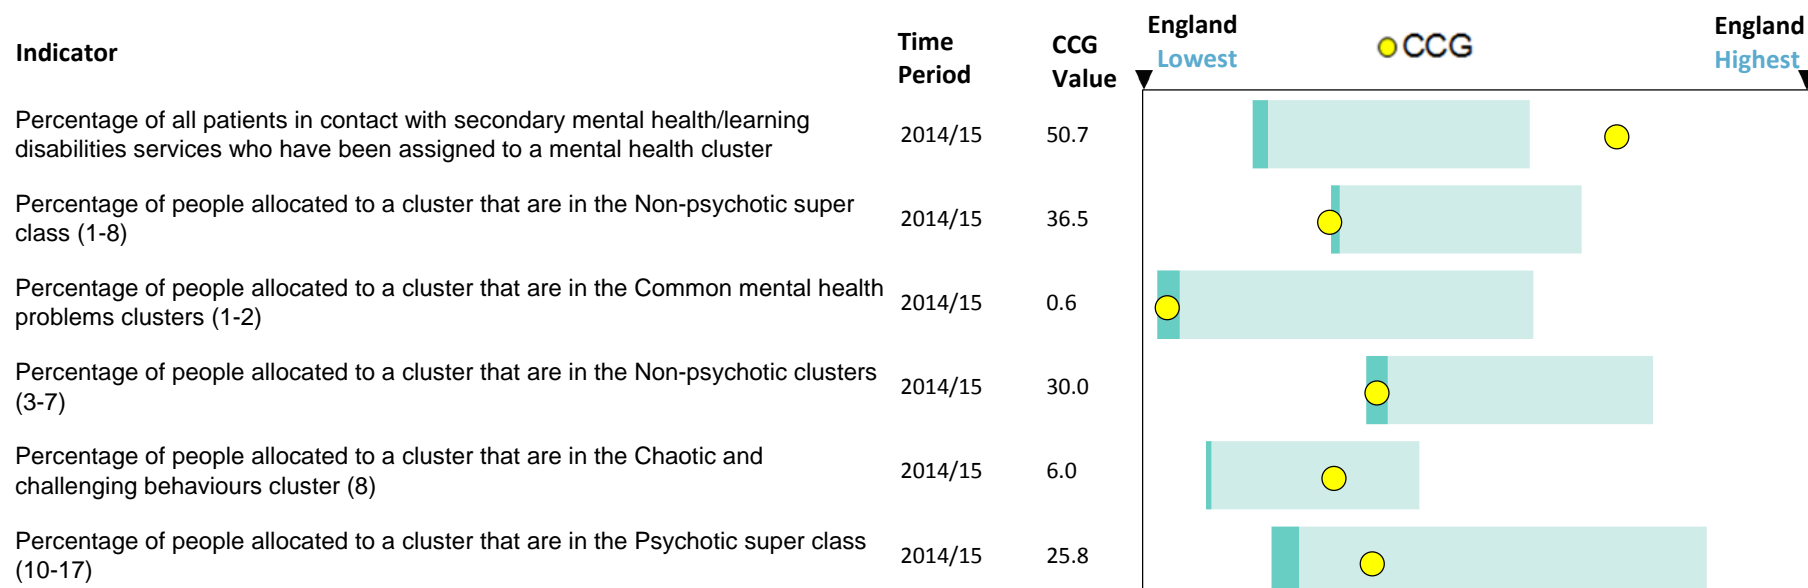 Indicator
Time Period
CCG Value
England Lowest
CCG
England Highest
Percentage of all patients in contact with secondary mental health/learning
disabilities services who have been assigned to a mental health cluster
2014/15
50.7
Percentage of people allocated to a cluster that are in the Non-psychotic super
class (1-8)
2014/15
36.5
Percentage of people allocated to a cluster that are in the Common mental health
problems clusters (1-2)
2014/15
0.6
Percentage of people allocated to a cluster that are in the Non-psychotic clusters
(3-7)
2014/15
30.0
Percentage of people allocated to a cluster that are in the Chaotic and
challenging behaviours cluster (8)
2014/15
6.0
Percentage of people allocated to a cluster that are in the Psychotic super class
(10-17)
2014/15
25.8